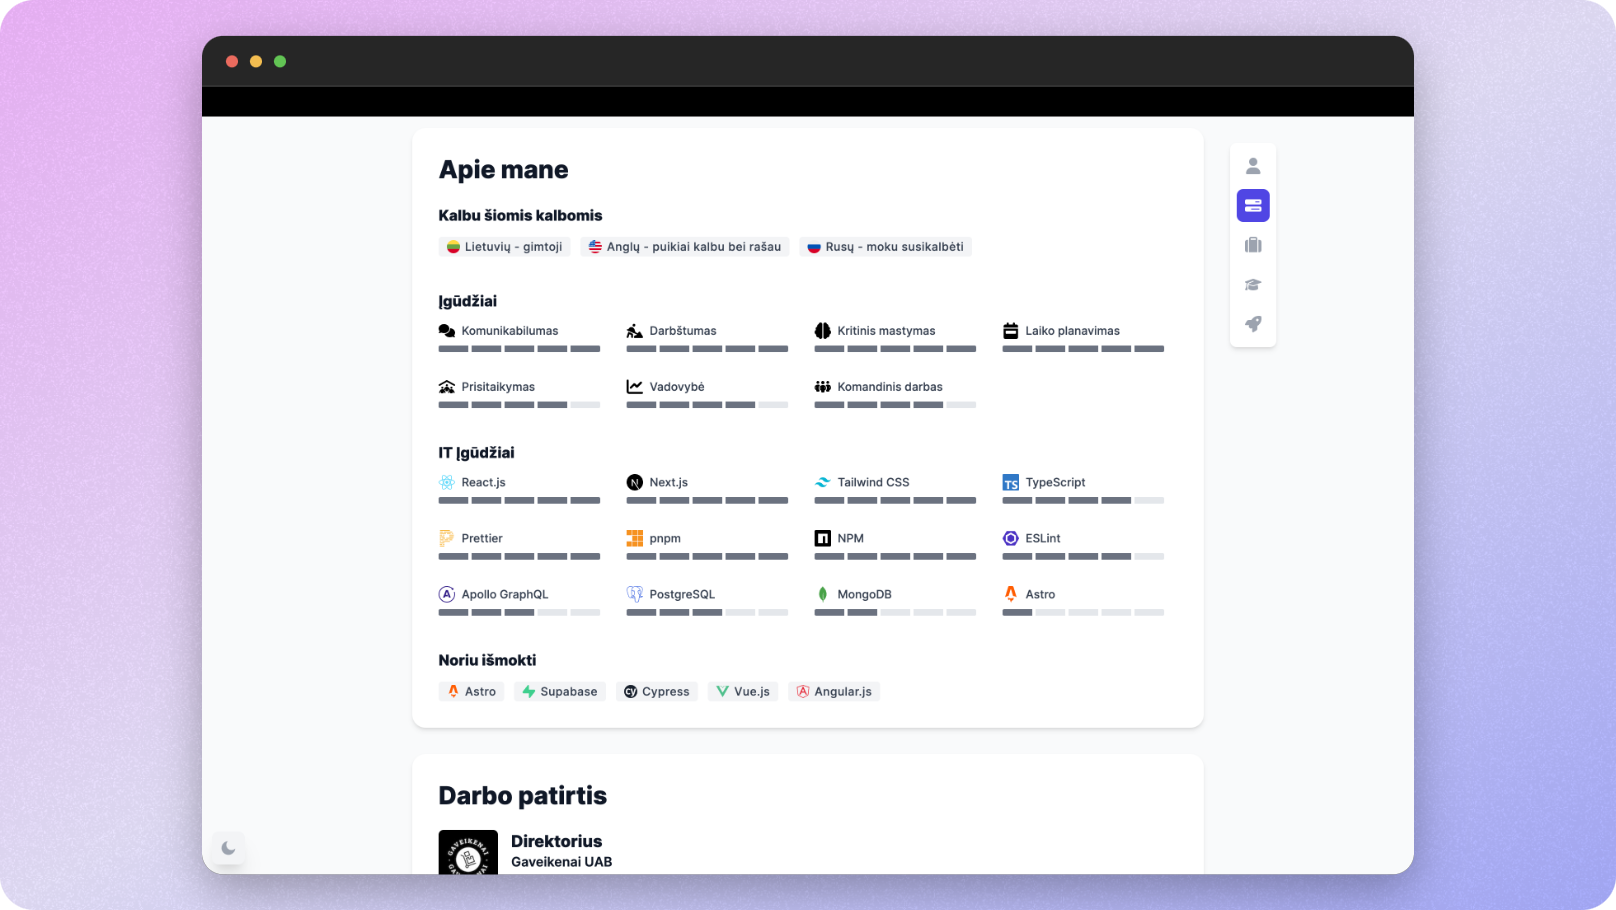 Apie mane
Kalbu šiomis kalbomis
Lietuvių - gimtoji
Anglų - puikiai kalbu bei rašau
Rusų - moku susikalbėti
Įgūdžiai
Komunikabilumas
Darbštumas
Kritinis mastymas
Laiko planavimas
Prisitaikymas
Vadovybė
Komandinis darbas
IT Įgūdžiai
React.js
Next.js
Tailwind CSS
TypeScript
Prettier
pnpm
NPM
ESLint
Apollo GraphQL
PostgreSQL
MongoDB
Astro
Noriu išmokti
Astro
Supabase
Cypress
Vue.js
Angular.js
Darbo patirtis
GAVEIKENAI
Direktorius
Gaveikenai UAB